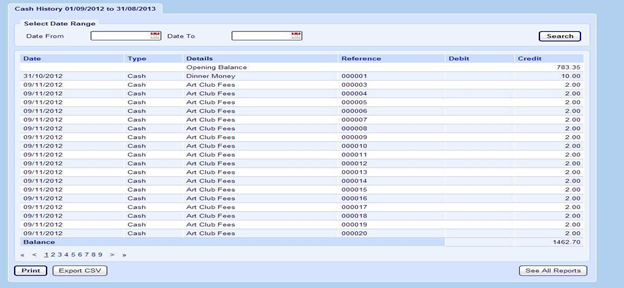 Cash History 01/09/2012 to 31/08/2013
Select Date Range
Date From Date To Search
Date Type Details Reference Debit Credit
Opening Balance 783.35
31/10/2012 Cash Dinner Money 000001 10.00
09/11/2012 Cash Art Club Fees 000003 2.00
09/11/2012 Cash Art Club Fees 000004 2.00
09/11/2012 Cash Art Club Fees 000005 2.00
09/11/2012 Cash Art Club Fees 000006 2.00
09/11/2012 Cash Art Club Fees 000007 2.00
09/11/2012 Cash Art Club Fees 000008 2.00
09/11/2012 Cash Art Club Fees 000009 2.00
09/11/2012 Cash Art Club Fees 000010 2.00
09/11/2012 Cash Art Club Fees 000011 2.00
09/11/2012 Cash Art Club Fees 000012 2.00
09/11/2012 Cash Art Club Fees 000013 2.00
09/11/2012 Cash Art Club Fees 000014 2.00
09/11/2012 Cash Art Club Fees 000015 2.00
09/11/2012 Cash Art Club Fees 000016 2.00
09/11/2012 Cash Art Club Fees 000017 2.00
09/11/2012 Cash Art Club Fees 000018 2.00
09/11/2012 Cash Art Club Fees 000019 2.00
09/11/2012 Cash Art Club Fees 000020 2.00
Balance 1462.70
« < 1 2 3 4 5 6 7 8 9 > »
Print Export CSV See All Reports